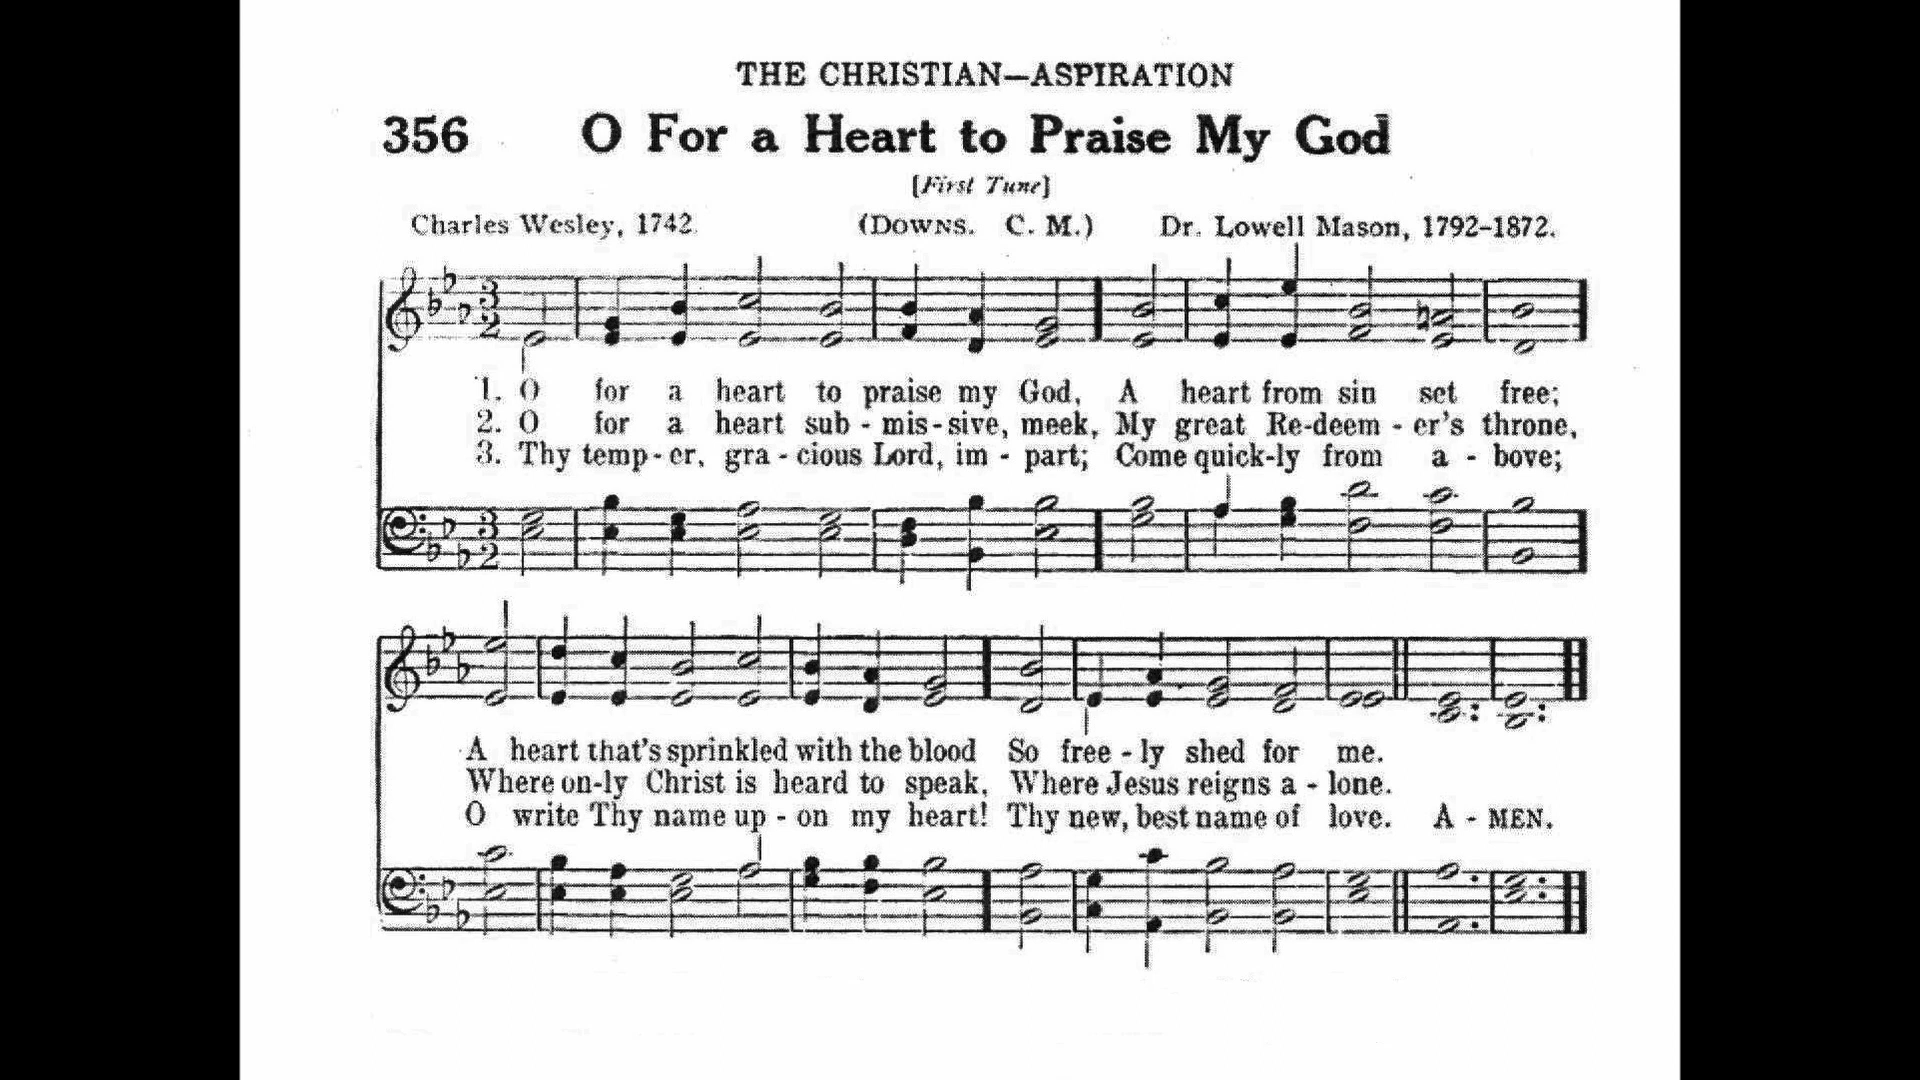 THE CHRISTIAN—ASPIRATION
356 O For a Heart to Praise My God
[First Tune]
Charles Wesley, 1742. (DOWNS. C. M.) Dr. Lowell Mason, 1792-1872.
1. O for a heart to praise my God, A heart from sin set free;
2. O for a heart sub - mis - sive, meek, My great Re-deem - er's throne,
3. Thy temp - er, gra - cious Lord, im - part; Come quick-ly from a - bove;
A heart that's sprinkled with the blood So free - ly shed for me.
Where on-ly Christ is heard to speak, Where Jesus reigns a - lone.
O write Thy name up - on my heart! Thy new, best name of love. A - MEN.